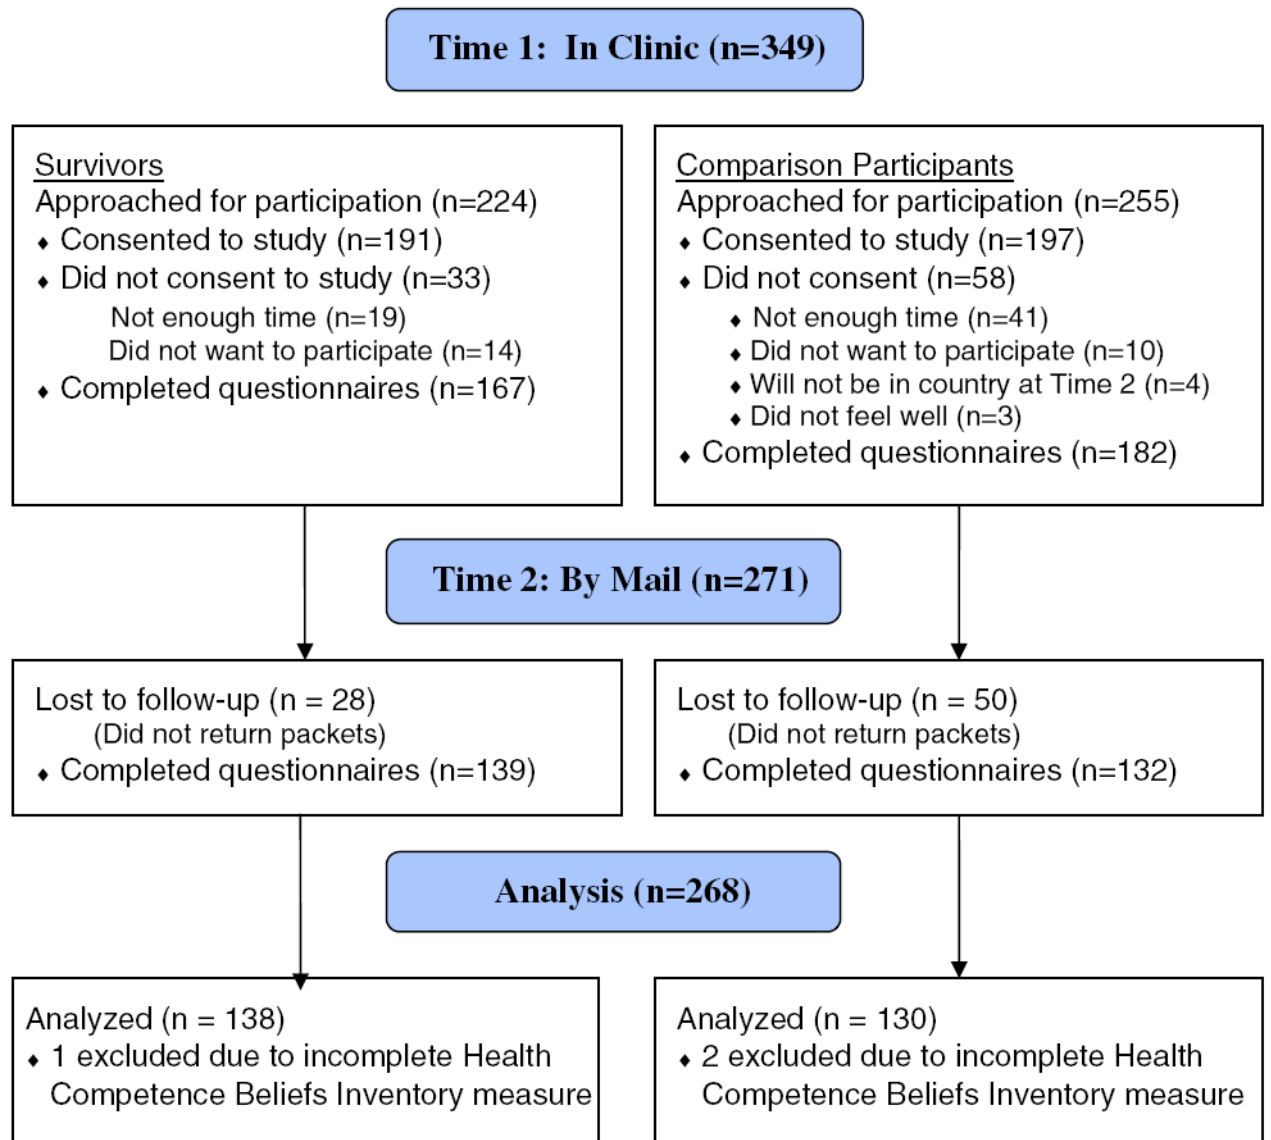 Time 1:  In Clinic (n=349)
Survivors
Approached for participation (n=224)
⬧ Consented to study (n=191)
⬧ Did not consent to study (n=33)
Not enough time (n=19)
Did not want to participate (n=14)
⬧ Completed questionnaires (n=167)
Comparison Participants
Approached for participation (n=255)
⬧ Consented to study (n=197)
⬧ Did not consent (n=58)
⬧ Not enough time (n=41)
⬧ Did not want to participate (n=10)
⬧ Will not be in country at Time 2 (n=4)
⬧ Did not feel well (n=3)
⬧ Completed questionnaires (n=182)
Time 2: By Mail (n=271)
Lost to follow-up (n = 28)
(Did not return packets)
⬧ Completed questionnaires (n=139)
Lost to follow-up (n = 50)
(Did not return packets)
⬧ Completed questionnaires (n=132)
Analysis (n=268)
Analyzed (n = 138)
⬧ 1 excluded due to incomplete Health
Competence Beliefs Inventory measure
Analyzed (n = 130)
⬧ 2 excluded due to incomplete Health
Competence Beliefs Inventory measure